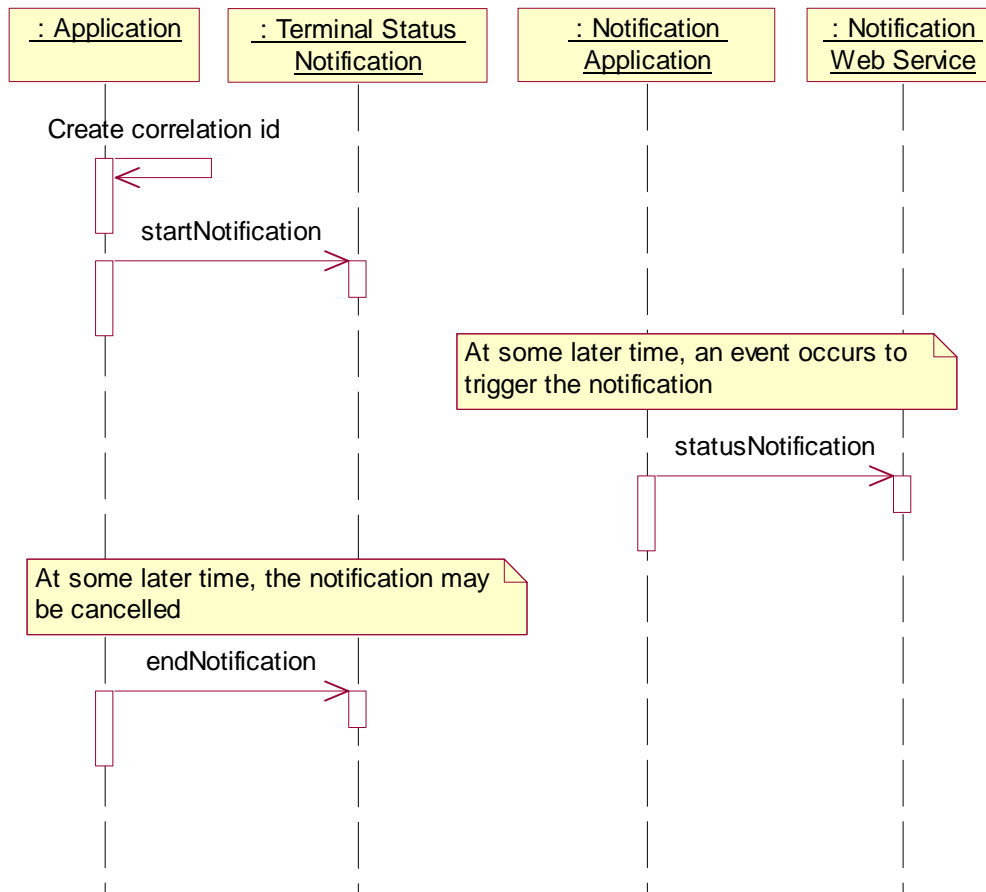 : Application
: Terminal Status
Notification
: Notification
Application
: Notification
Web Service
Create correlation id
startNotification
At some later time, an event occurs to
trigger the notification
statusNotification
At some later time, the notification may
be cancelled
endNotification